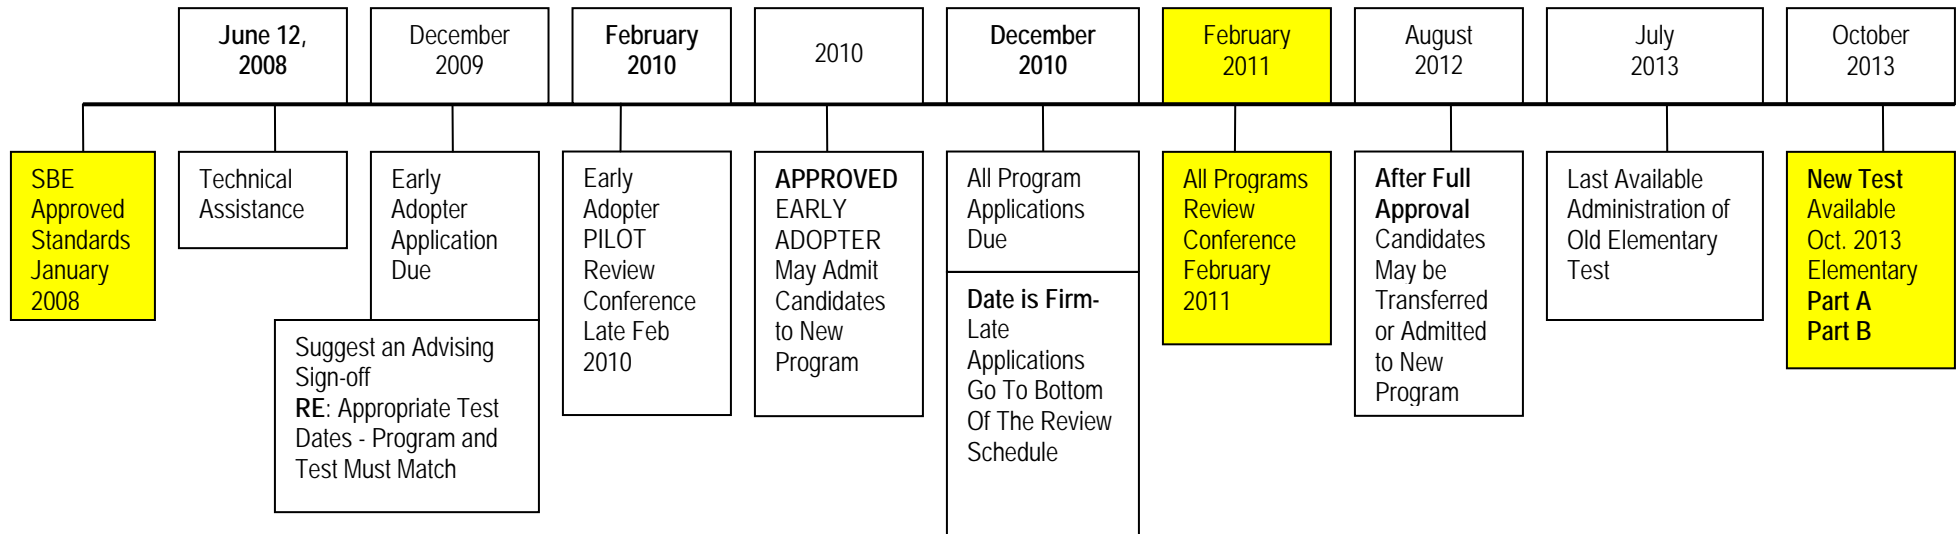 June 12,
2008
December
2009
February
2010
2010
December
2010
February
2011
August
2012
July
2013
October
2013
SBE
Approved
Standards
January
2008
Technical
Assistance
Early
Adopter
Application
Due
Suggest an Advising
Sign-off
RE: Appropriate Test
Dates - Program and
Test Must Match
Early
Adopter
PILOT
Review
Conference
Late Feb
2010
APPROVED
EARLY
ADOPTER
May Admit
Candidates
to New
Program
All Program
Applications
Due
Date is Firm-
Late
Applications
Go To Bottom
Of The Review
Schedule
All Programs
Review
Conference
February
2011
After Full
Approval
Candidates
May be
Transferred
or Admitted
to New
Program
Last Available
Administration of
Old Elementary
Test
New Test
Available
Oct. 2013
Elementary
Part A
Part B